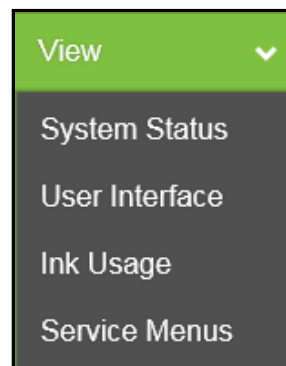 View
System Status
User Interface
Ink Usage
Service Menus